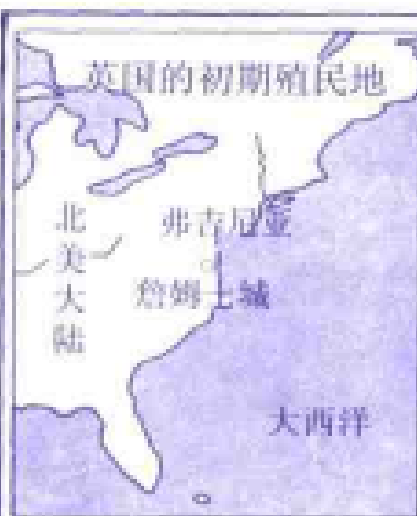 英国的初期殖民地
弗吉尼亚
詹姆士城
北美大陆
大西洋